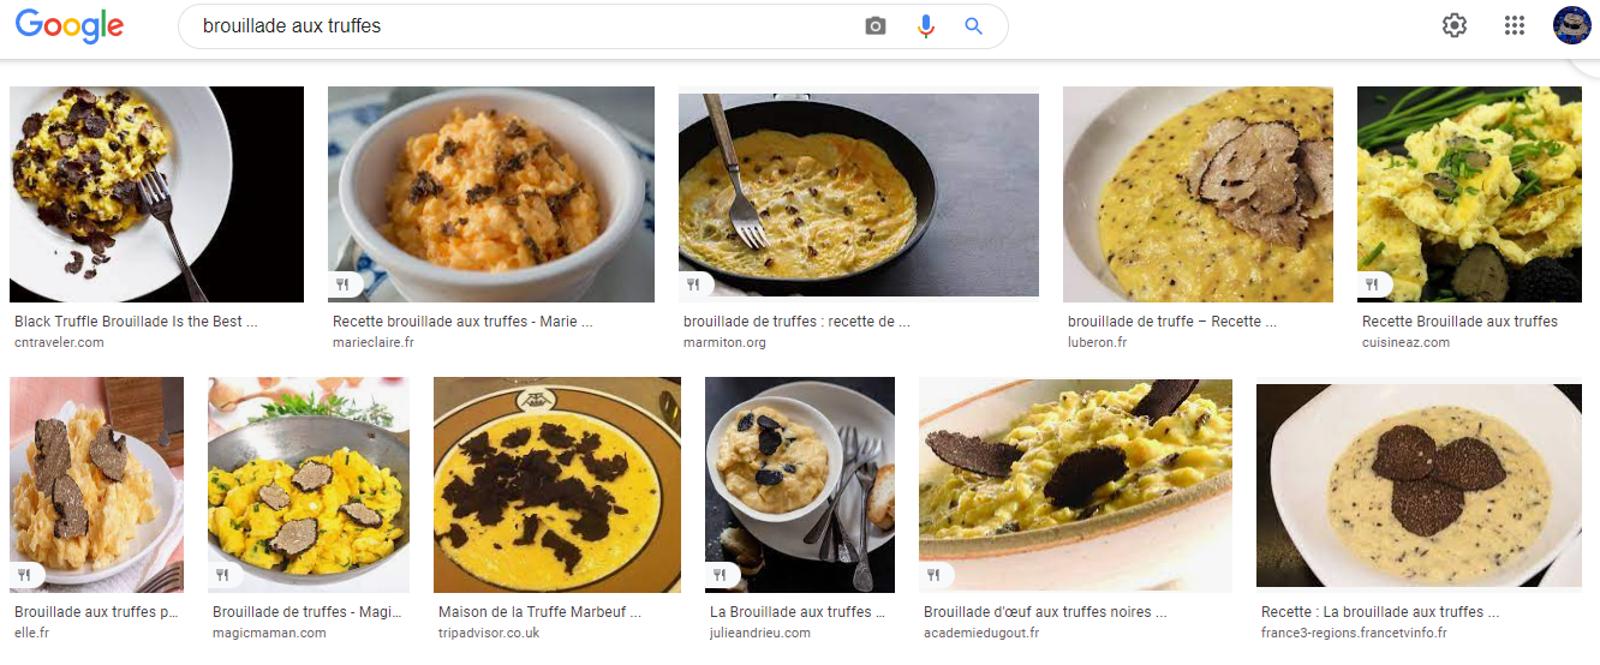 Google
brouillade aux truffes
Black Truffle Brouillade Is the Best ...
cntraveler.com
Recette brouillade aux truffes - Marie ...
marieclaire.fr
brouillade de truffes : recette de ...
marmiton.org
brouillade de truffe – Recette ...
luberon.fr
Recette Brouillade aux truffes
cuisineaz.com
Brouillade aux truffes p...
elle.fr
Brouillade de truffes - Magi...
magicmaman.com
Maison de la Truffe Marbeuf ...
tripadvisor.co.uk
La Brouillade aux truffes ...
julieandrieu.com
Brouillade d'œuf aux truffes noires ...
academiedugout.fr
Recette : La brouillade aux truffes ...
france3-regions.francetvinfo.fr